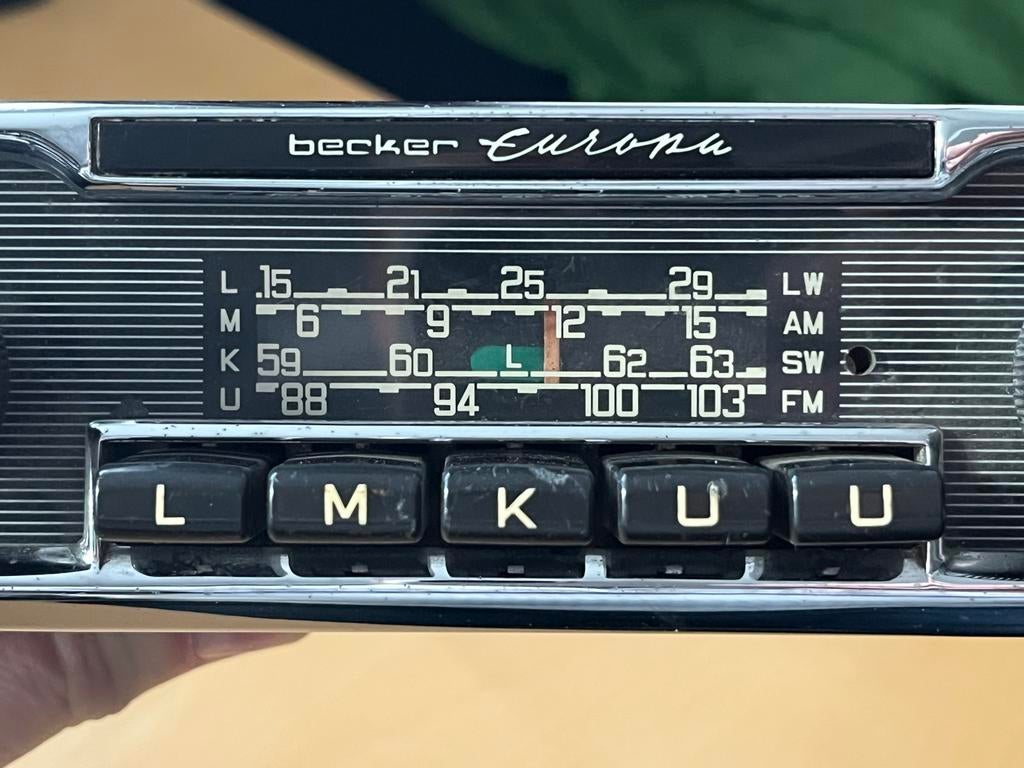 becker Europa
L .15 21 25 29 LW
M 6 9 12 15 AM
K 59 60 L 62 63 SW
U 88 94 100 103 FM
L M K U U